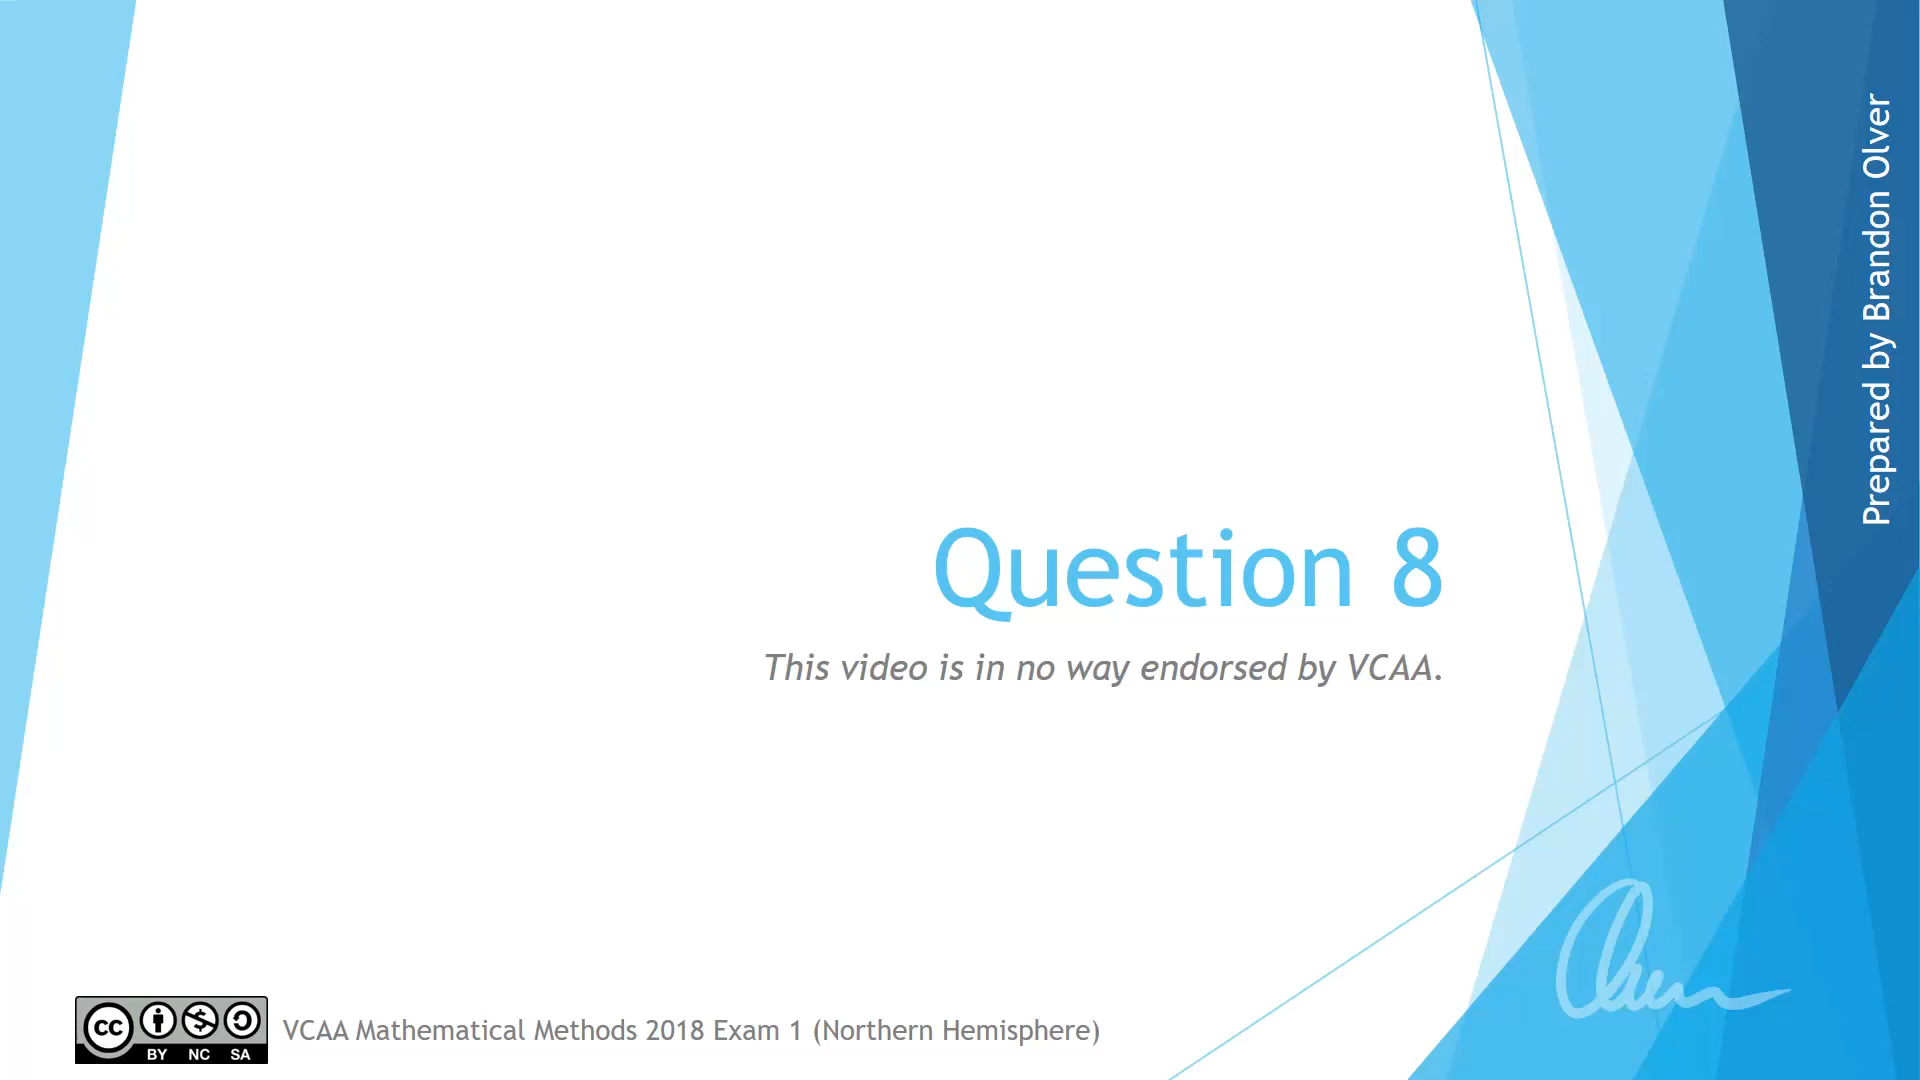 Prepared by Brandon Olver
Question 8
This video is in no way endorsed by VCAA.
cc
BY NC SA
VCAA Mathematical Methods 2018 Exam 1 (Northern Hemisphere)